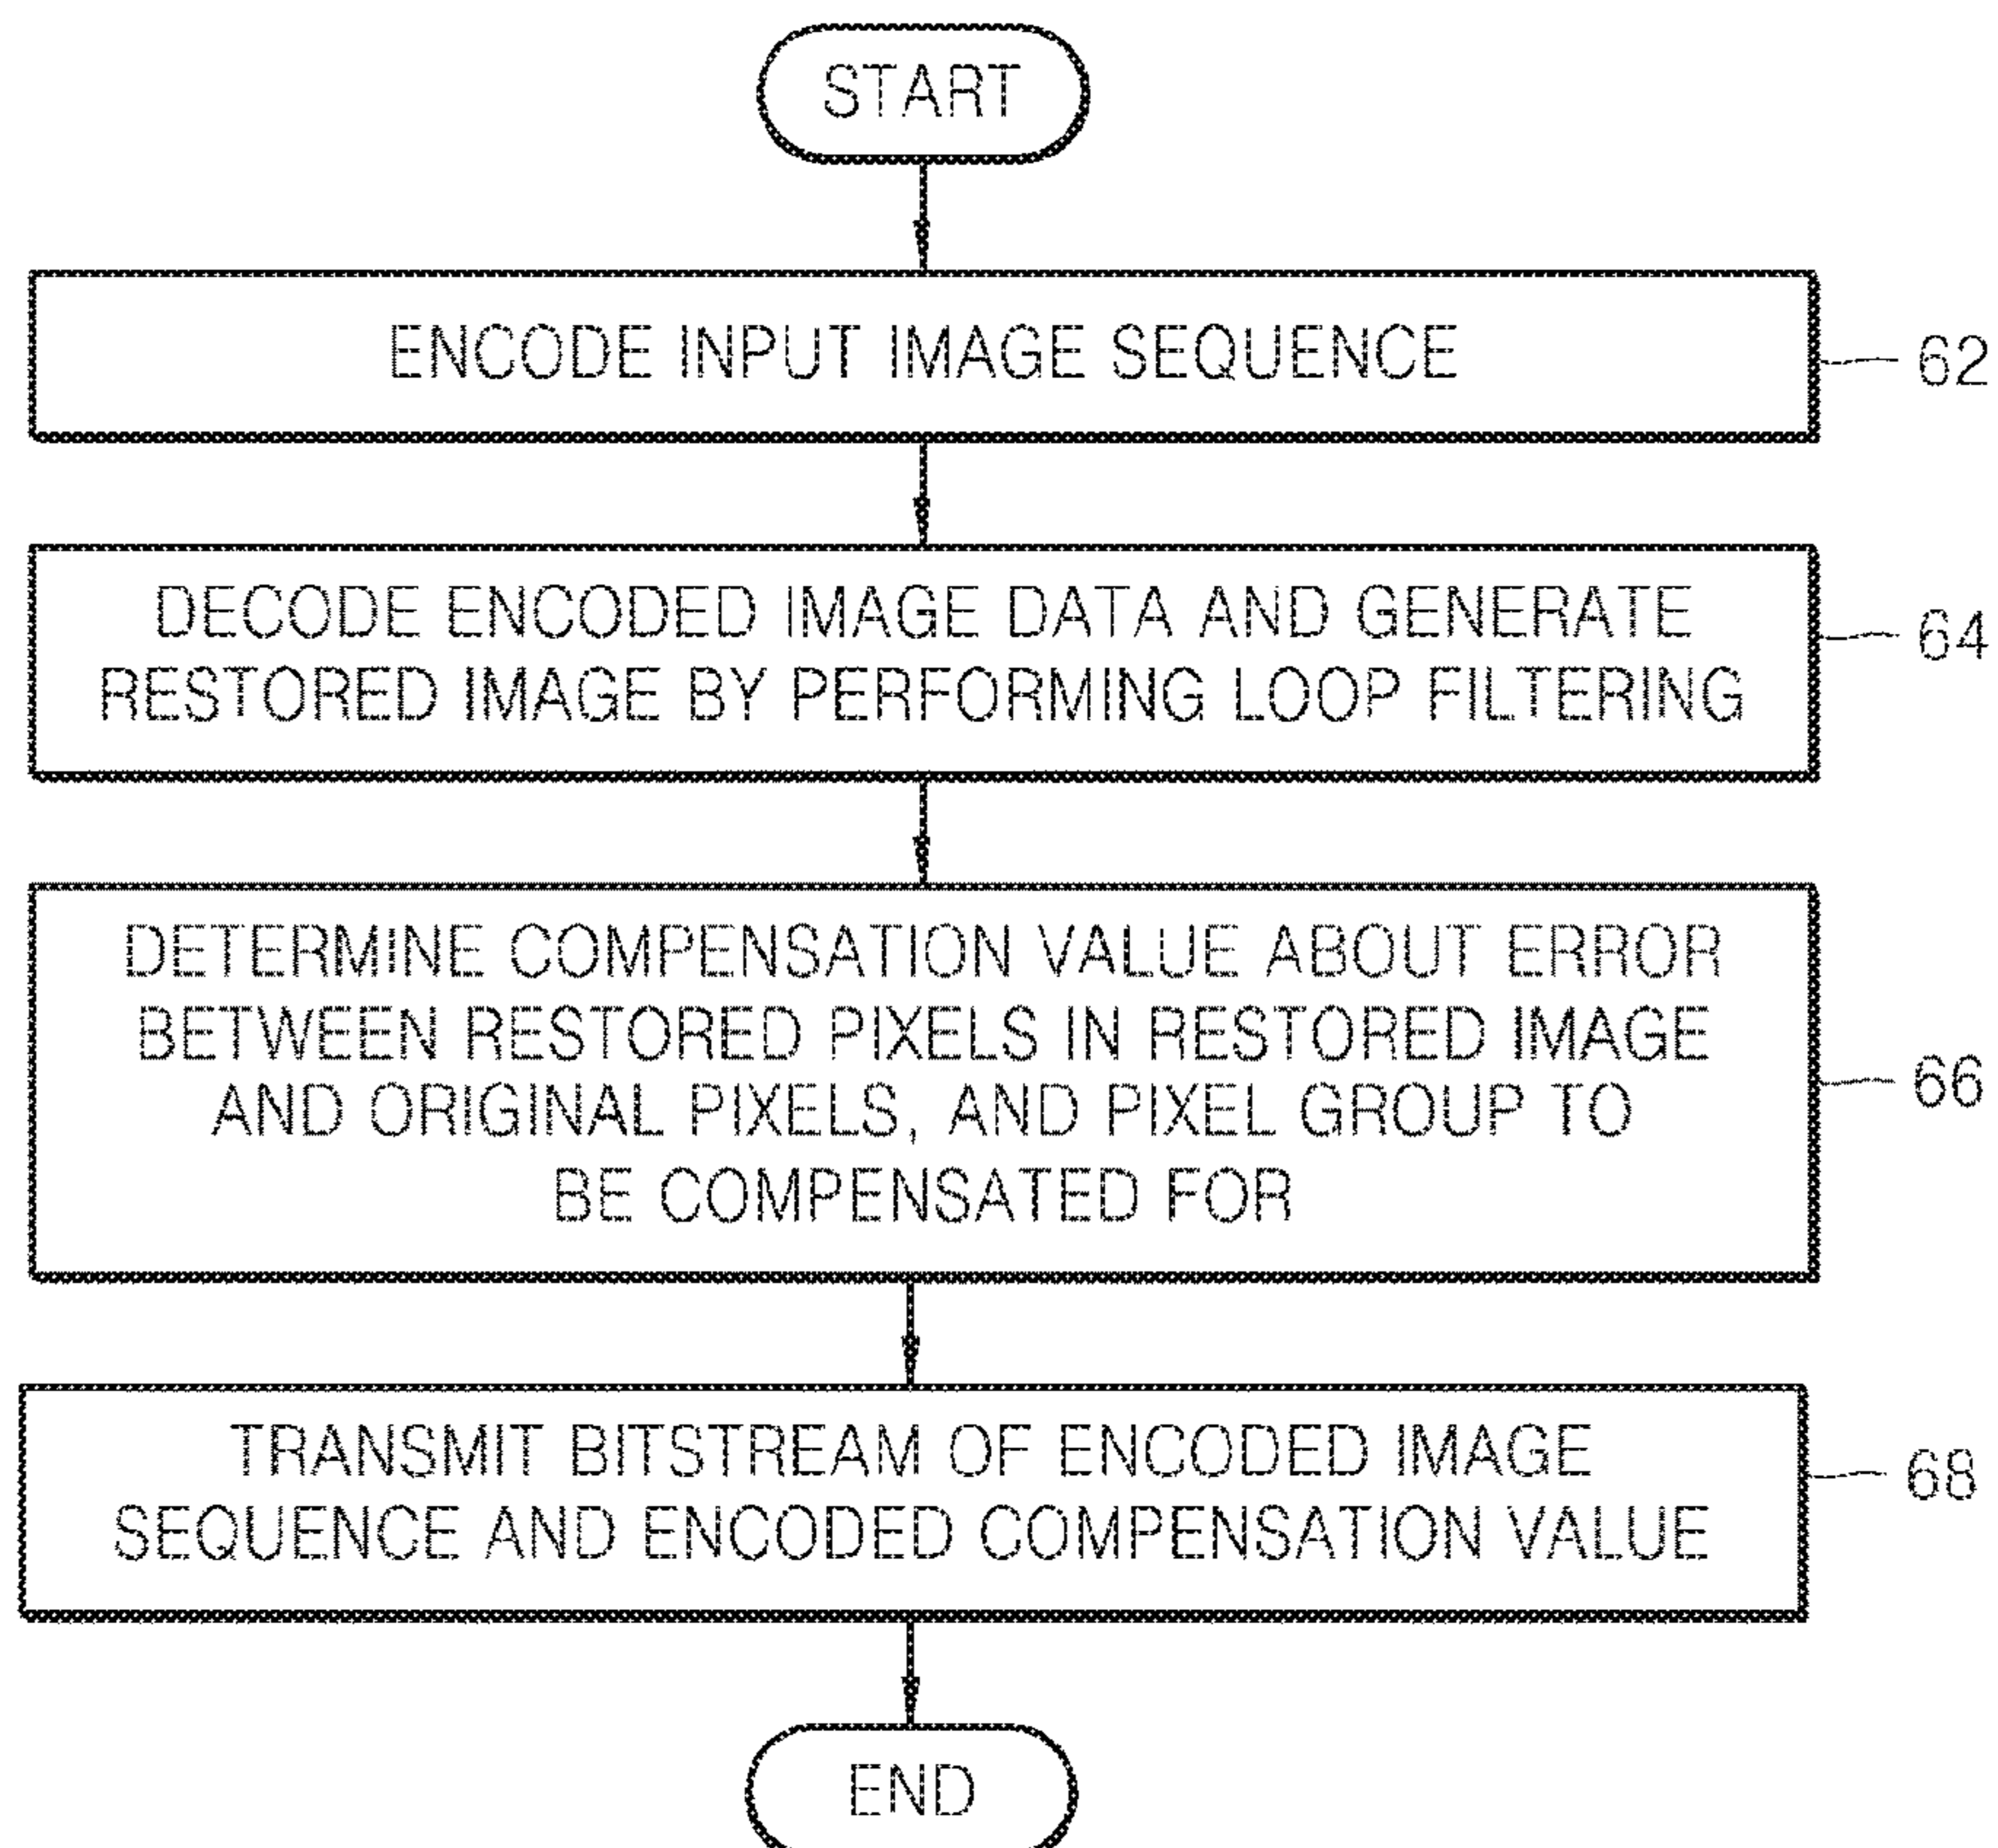 START
ENCODE INPUT IMAGE SEQUENCE
62
DECODE ENCODED IMAGE DATA AND GENERATE
RESTORED IMAGE BY PERFORMING LOOP FILTERING
64
DETERMINE COMPENSATION VALUE ABOUT ERROR
BETWEEN RESTORED PIXELS IN RESTORED IMAGE
AND ORIGINAL PIXELS, AND PIXEL GROUP TO
BE COMPENSATED FOR
66
TRANSMIT BITSTREAM OF ENCODED IMAGE
SEQUENCE AND ENCODED COMPENSATION VALUE
68
END